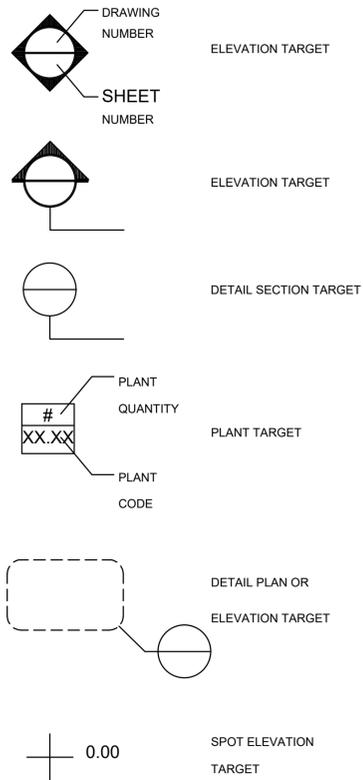 DRAWING
NUMBER
ELEVATION TARGET
SHEET
NUMBER
ELEVATION TARGET
DETAIL SECTION TARGET
PLANT
QUANTITY
#
XX.XX
PLANT TARGET
PLANT
CODE
DETAIL PLAN OR
ELEVATION TARGET
SPOT ELEVATION
0.00
TARGET